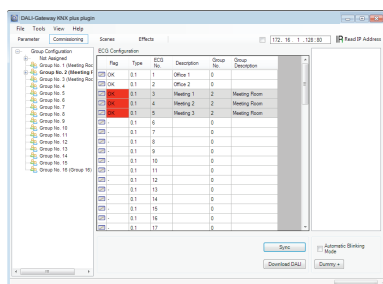 DALI-Gateway KNX plus plugin
File Tools View Help
Parameter Commissioning Scenes Effects 172. 16 . 1 . 128 :80 Read IP Address
Group Configuration
Not Assigned
Group No. 1 (Meeting Roc
Group No. 2 (Meeting F
Group No. 3 (Meeting Roc
Group No. 4
Group No. 5
Group No. 6
Group No. 7
Group No. 8
Group No. 9
Group No. 10
Group No. 11
Group No. 12
Group No. 13
Group No. 14
Group No. 15
Group No. 16 (Group 16)
ECG Configuration
Flag Type ECG No. Description Group No. Group Description
OK 0.1 1 Office 1 0
OK 0.1 2 Office 2 0
OK 0.1 3 Meeting 1 2 Meeting Room
OK 0.1 4 Meeting 2 2 Meeting Room
OK 0.1 5 Meeting 3 2 Meeting Room
- 0.1 6 0
- 0.1 7 0
- 0.1 8 0
- 0.1 9 0
- 0.1 10 0
- 0.1 11 0
- 0.1 12 0
- 0.1 13 0
- 0.1 14 0
- 0.1 15 0
- 0.1 16 0
- 0.1 17 0
Sync Automatic Blinking Mode
Download DALI Dummy +